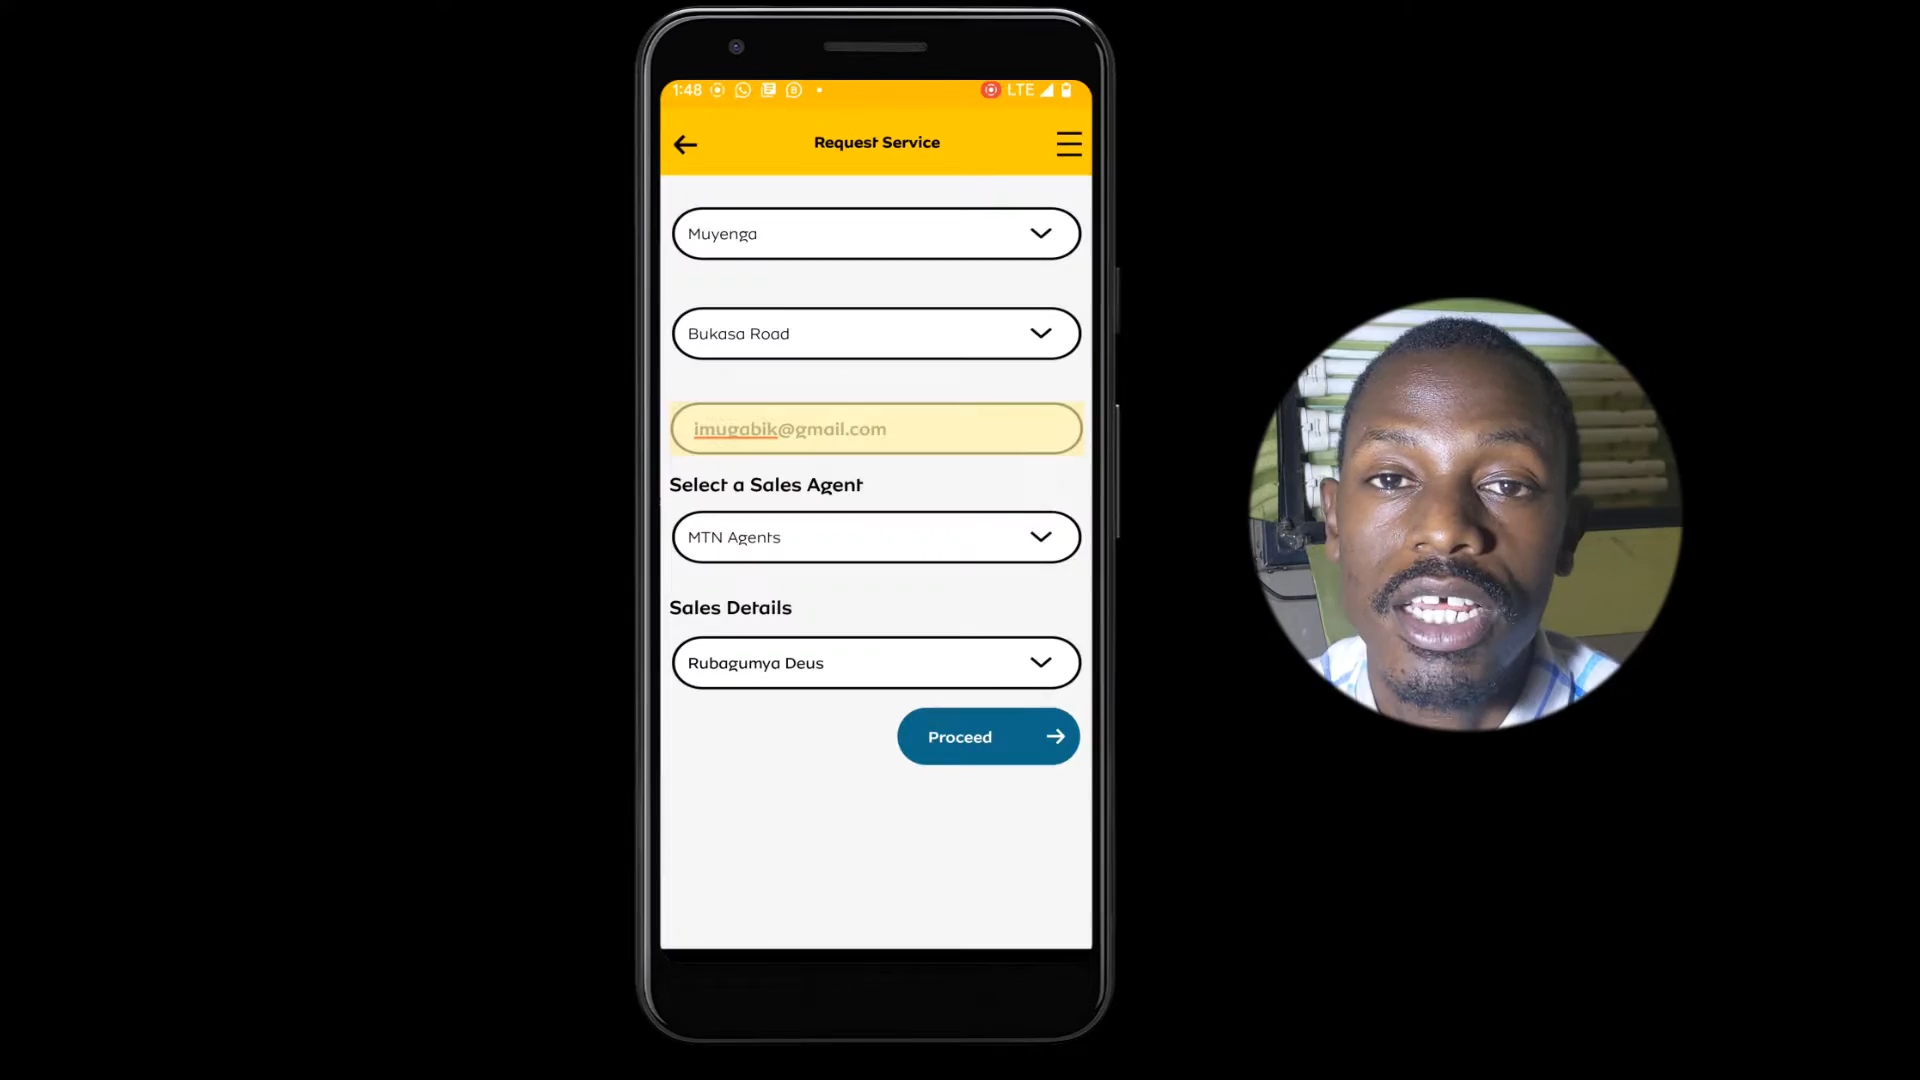 1:48 LTE
Request Service
Muyenga
Bukasa Road
imugabik@gmail.com
Select a Sales Agent
MTN Agents
Sales Details
Rubagumya Deus
Proceed